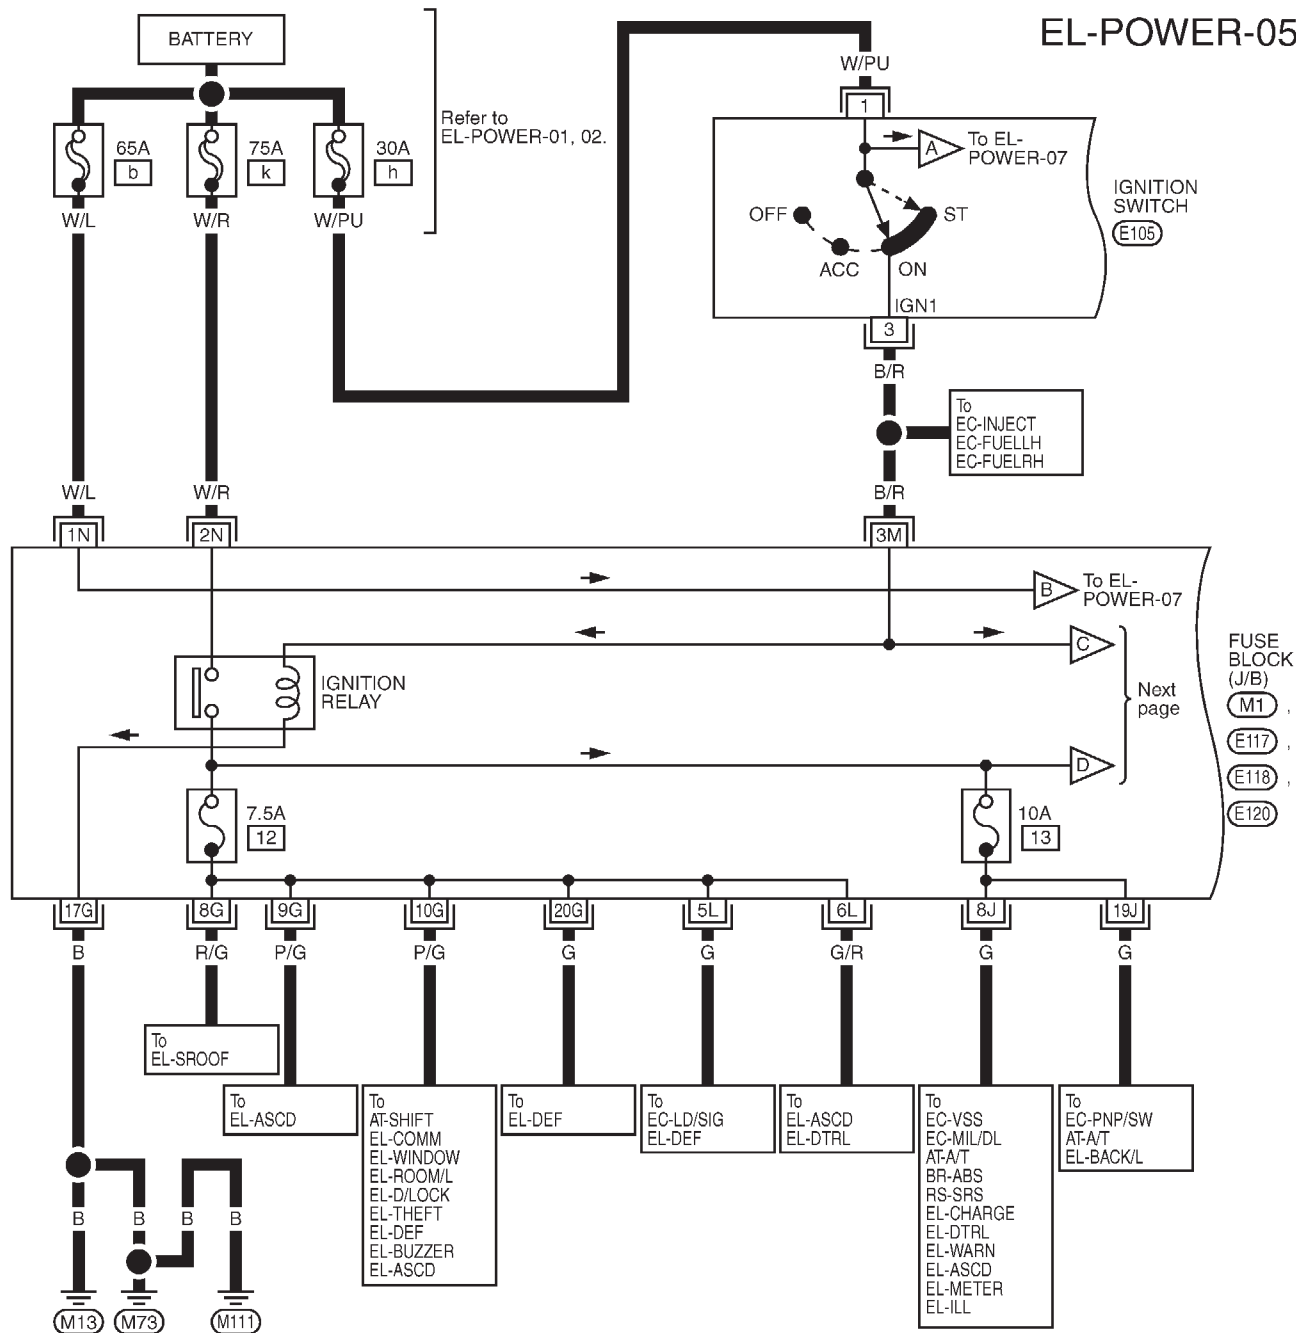 EL-POWER-05
BATTERY
65A
b
75A
k
30A
h
W/L
W/R
W/PU
Refer to
EL-POWER-01, 02.
W/PU
1
A
To EL-
POWER-07
OFF
ACC
ON
ST
IGN1
3
IGNITION
SWITCH
E105
B/R
To
EC-INJECT
EC-FUELLH
EC-FUELRH
B/R
W/L
W/R
1N
2N
3M
B
To EL-
POWER-07
C
Next
page
D
IGNITION
RELAY
FUSE
BLOCK
(J/B)
M1 ,
E117 ,
E118 ,
E120
7.5A
12
10A
13
17G
8G
9G
10G
20G
5L
6L
8J
19J
B
R/G
P/G
P/G
G
G
G/R
G
G
To
EL-SROOF
To
EL-ASCD
To
AT-SHIFT
EL-COMM
EL-WINDOW
EL-ROOM/L
EL-D/LOCK
EL-THEFT
EL-DEF
EL-BUZZER
EL-ASCD
To
EL-DEF
To
EC-LD/SIG
EL-DEF
To
EL-ASCD
EL-DTRL
To
EC-VSS
EC-MIL/DL
AT-A/T
BR-ABS
RS-SRS
EL-CHARGE
EL-DTRL
EL-WARN
EL-ASCD
EL-METER
EL-ILL
To
EC-PNP/SW
AT-A/T
EL-BACK/L
B
B
B
B
M13
M73
M111